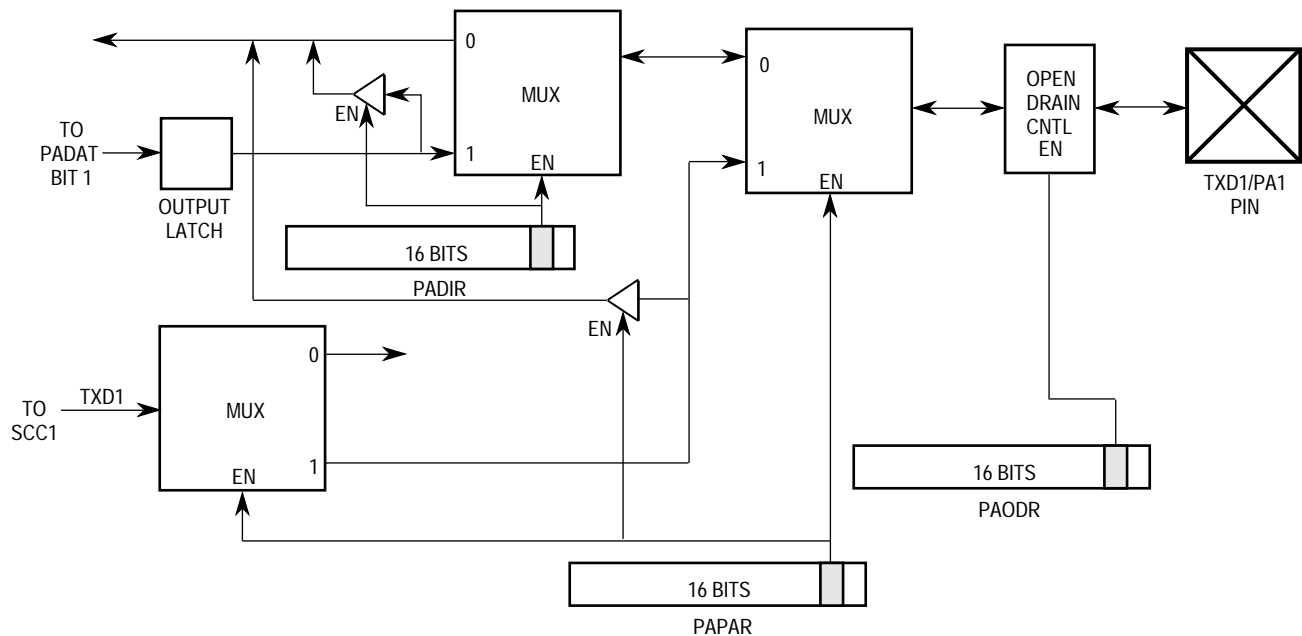 0
MUX
EN
1
EN
TO
PADAT
BIT 1
OUTPUT
LATCH
16 BITS
PADIR
0
MUX
1
EN
OPEN
DRAIN
CNTL
EN
TXD1/PA1
PIN
EN
TO
SCC1
TXD1
0
MUX
1
EN
16 BITS
PAODR
16 BITS
PAPAR